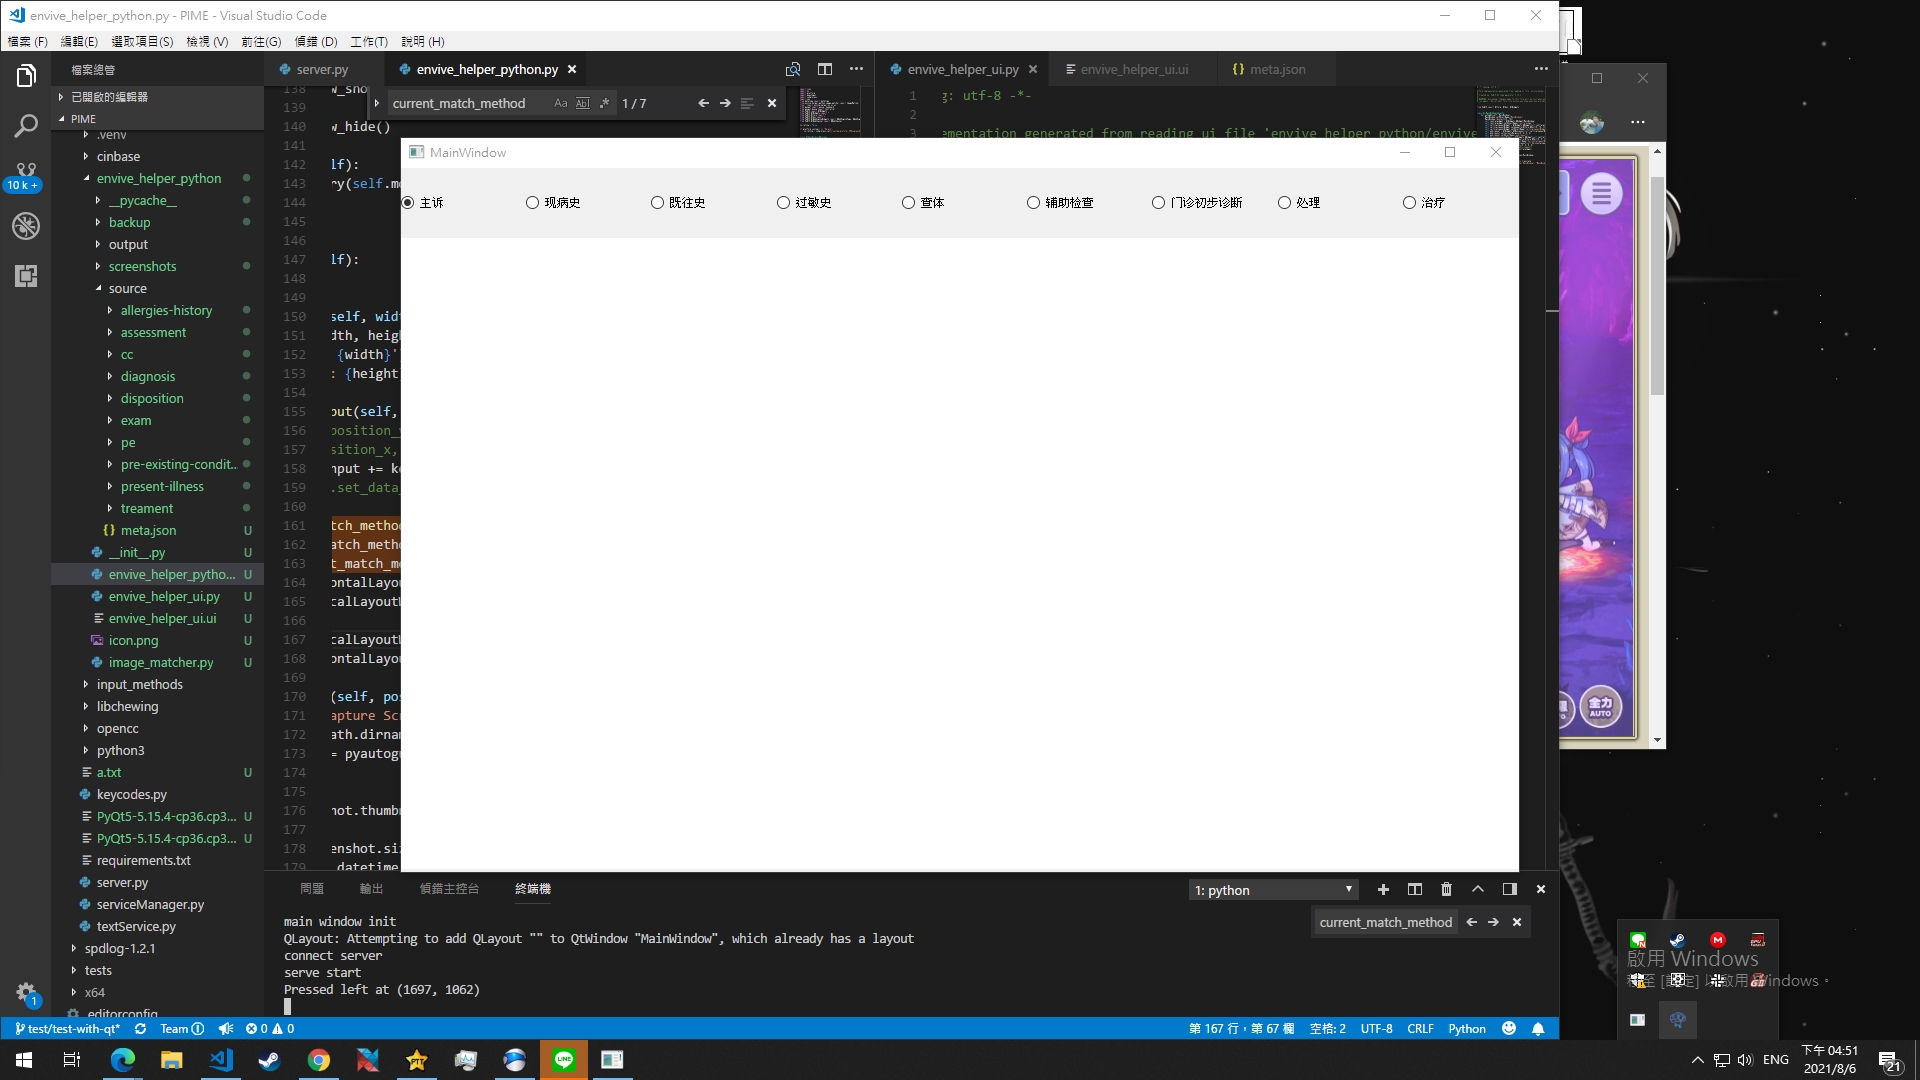 envive_helper_python.py - PIME - Visual Studio Code
檔案 (F) 編輯(E) 選取項目(S) 檢視 (V) 前往(G) 偵錯 (D) 工作(T) 說明 (H)
檔案總管
已開啟的編輯器
PIME
.venv
cinbase
envive_helper_python
__pycache__
backup
output
screenshots
source
allergies-history
assessment
cc
diagnosis
disposition
exam
pe
pre-existing-condit...
present-illness
treament
meta.json U
__init__.py U
envive_helper_pytho... U
envive_helper_ui.py U
envive_helper_ui.ui U
icon.png U
image_matcher.py U
input_methods
libchewing
opencc
python3
a.txt U
keycodes.py
PyQt5-5.15.4-cp36.cp3... U
PyQt5-5.15.4-cp36.cp3... U
requirements.txt
server.py
serviceManager.py
textService.py
spdlog-1.2.1
tests
x64
.editorconfig
10 k +
1
server.py envive_helper_python.py
current_match_method Aa Abl .* 1 / 7
138 w_sho
139
140 w_hide()
141
142 lf):
143 ry(self.m
144
145
146
147 lf):
148
149
150 self, widt
151 dth, heigh
152 {width}'
153 : {height
154
155 put(self,
156 position_
157 sition_x,
158 nput += k
159 .set_data
160
161 tch_metho
162 atch_meth
163 t_match_m
164 ontalLayo
165 calLayout
166
167 calLayout
168 ontalLayo
169
170 (self, po
171 apture Scr
172 ath.dirna
173 = pyautog
174
175
176 not.thumb
177
178 enshot.si
179 _datetime
envive_helper_ui.py envive_helper_ui.ui meta.json
1 g: utf-8 -*-
2
3 ementation generated from reading ui file 'envive_helper_python/envive
MainWindow
主诉 现病史 既往史 过敏史 查体 辅助检查 门诊初步诊断 处理 治疗
問題 輸出 偵錯主控台 終端機
1: python
current_match_method
main window init
QLayout: Attempting to add QLayout "" to QtWindow "MainWindow", which already has a layout
connect server
serve start
Pressed left at (1697, 1062)
test/test-with-qt* Team 0 0
第 167 行，第 67 欄 空格: 2 UTF-8 CRLF Python
全力
AUTO
啟用 Windows
移至 [設定] 以啟用 Windows。
PTT
LINE
ENG
下午 04:51
2021/8/6
21